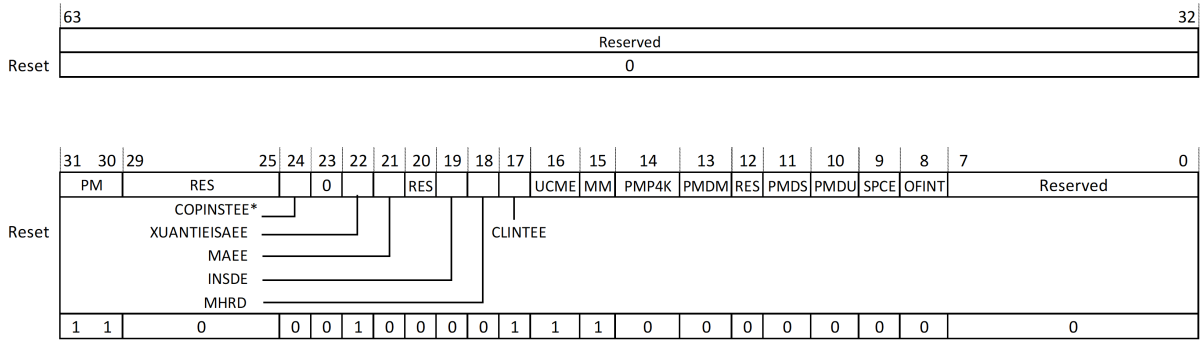 63 32
Reserved
Reset 0
31 30 29 25 24 23 22 21 20 19 18 17 16 15 14 13 12 11 10 9 8 7 0
PM RES 0 RES UCME MM PMP4K PMDM RES PMDS PMDU SPCE OFINT Reserved
COPINSTEE*
Reset XUANTIEISAEE CLINTEE
MAEE
INSDE
MHRD
1 1 0 0 0 1 0 0 0 0 1 1 1 0 0 0 0 0 0 0 0